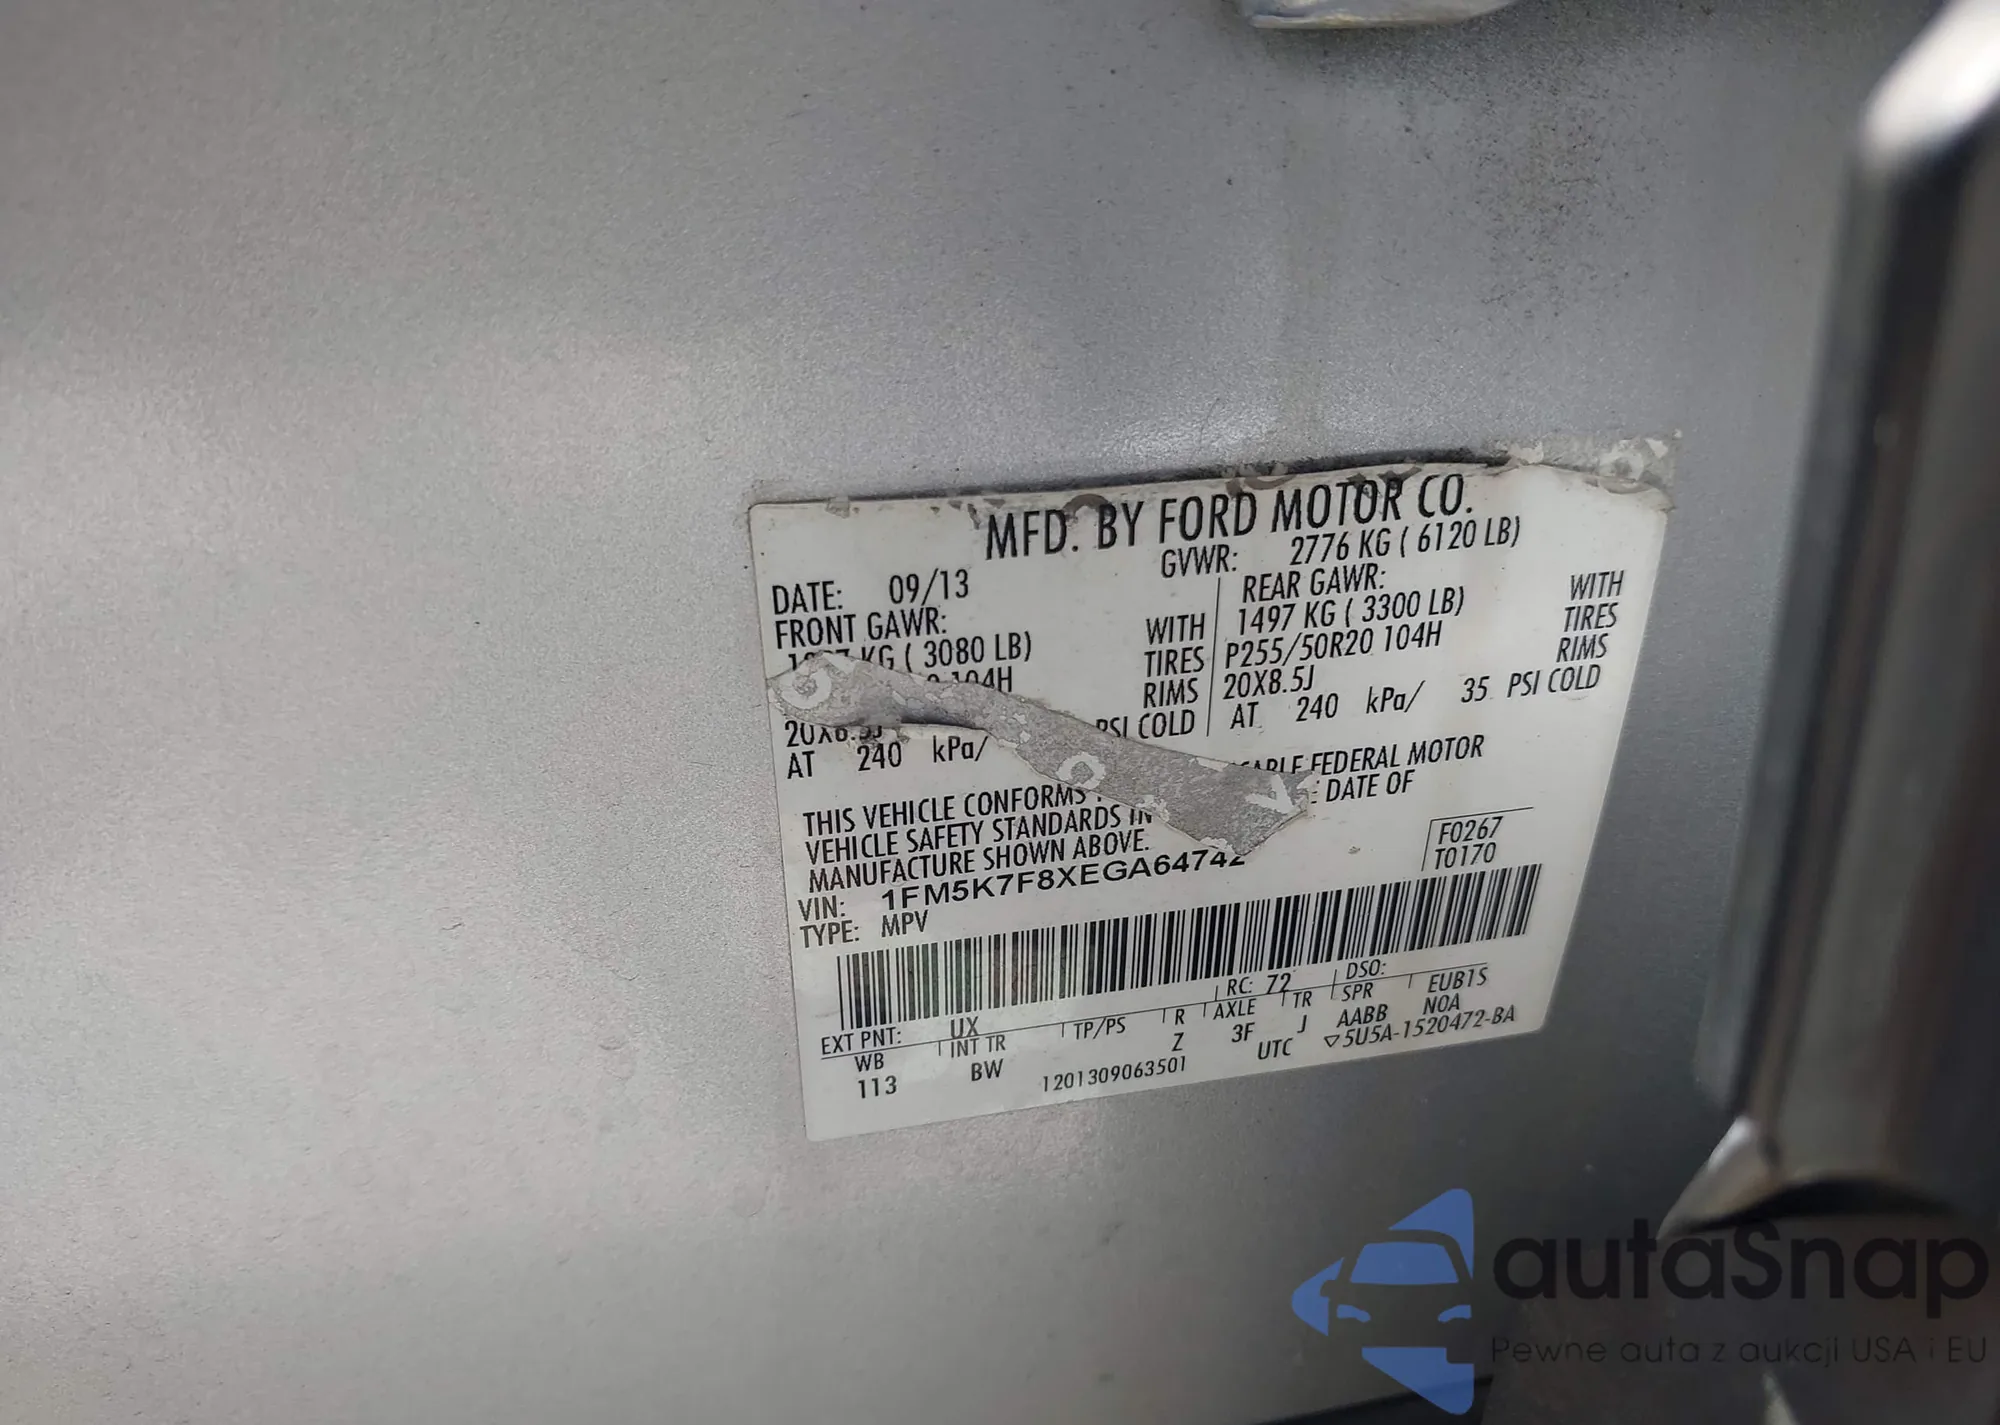 MFD. BY FORD MOTOR CO.
DATE: 09/13 GVWR: 2776 KG ( 6120 LB)
FRONT GAWR: REAR GAWR:
KG ( 3080 LB) WITH 1497 KG ( 3300 LB) WITH
104H TIRES P255/50R20 104H TIRES
RIMS 20X8.5J RIMS
AT 240 kPa/ PSI COLD AT 240 kPa/ 35 PSI COLD
THIS VEHICLE CONFORMS FEDERAL MOTOR
VEHICLE SAFETY STANDARDS IN DATE OF
MANUFACTURE SHOWN ABOVE.
VIN: 1FM5K7F8XEGA64742
F0267
TYPE: MPV
T0170
EXT PNT: UX RC: 72 DSO:
WB INT TR TP/PS R AXLE TR SPR EUB1S
113 BW Z 3F J AABB N0A
1201309063501 UTC ▽5U5A-1520472-BA
autaSnap
Pewne auta z aukcji USA i EU